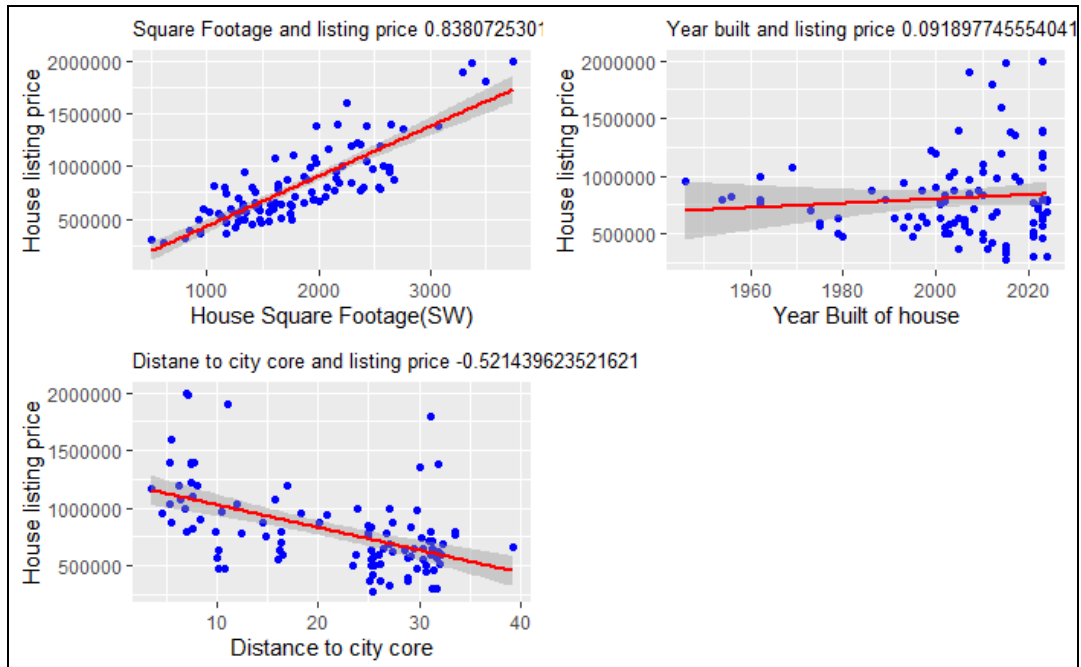 Square Footage and listing price 0.8380725301
House listing price
2000000
1500000
1000000
500000
1000 2000 3000
House Square Footage(SW)
Year built and listing price 0.091897745554041
House listing price
2000000
1500000
1000000
500000
1960 1980 2000 2020
Year Built of house
Distane to city core and listing price -0.521439623521621
House listing price
2000000
1500000
1000000
500000
10 20 30 40
Distance to city core